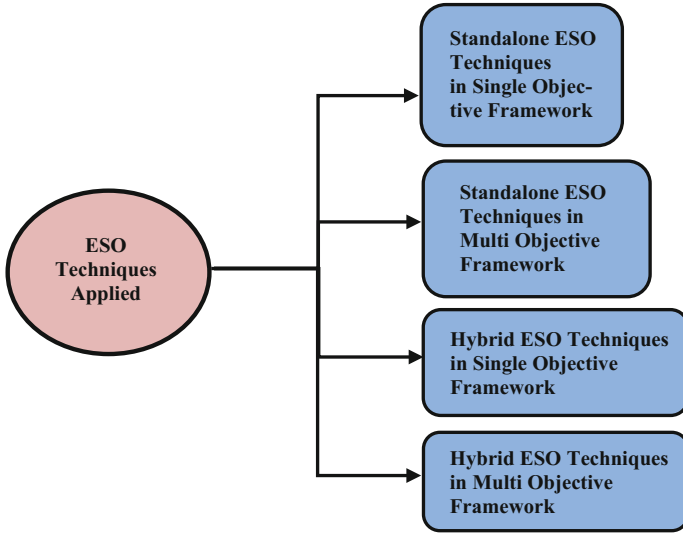 Standalone ESO
Techniques
in Single Objec-
tive Framework
Standalone ESO
Techniques in
Multi Objective
Framework
ESO
Techniques
Applied
Hybrid ESO Techniques
in Single Objective
Framework
Hybrid ESO Techniques
in Multi Objective
Framework